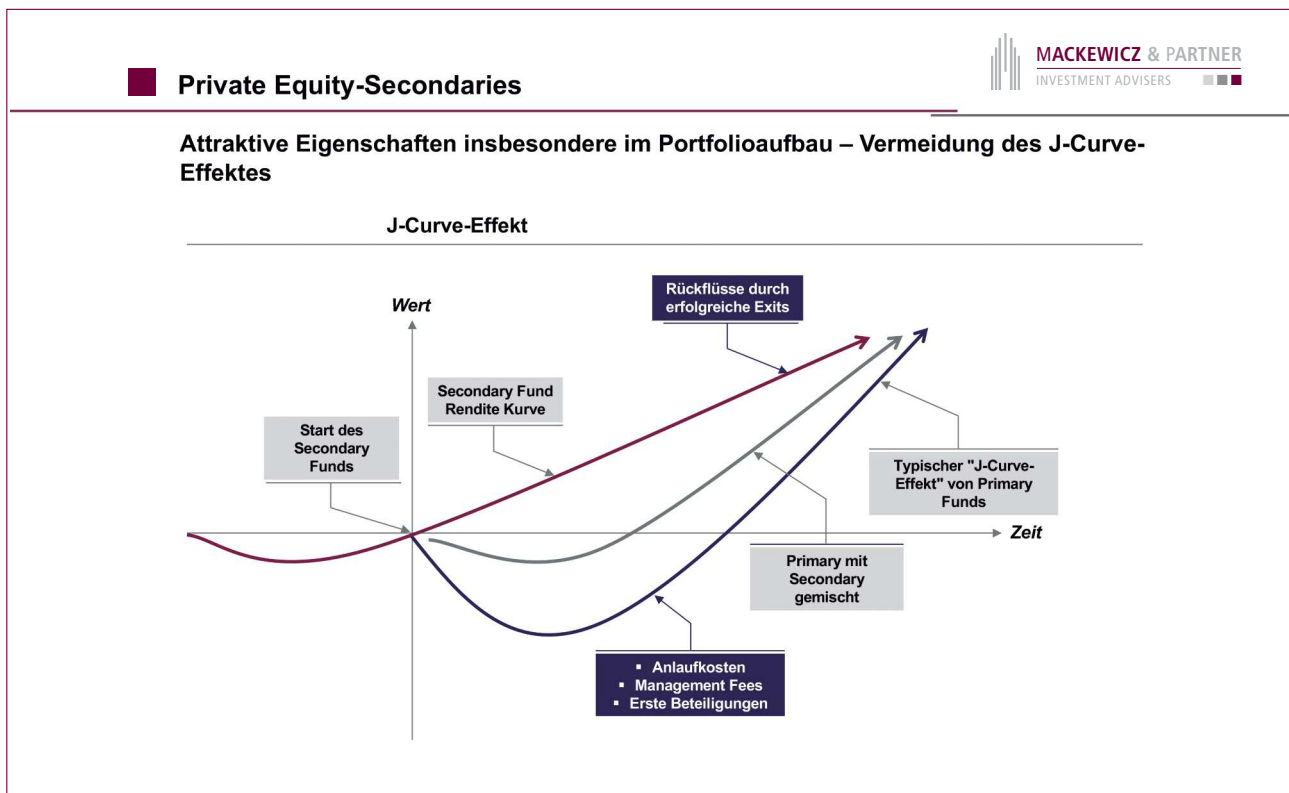 MACKEWICZ & PARTNER
INVESTMENT ADVISERS
Private Equity-Secondaries
Attraktive Eigenschaften insbesondere im Portfolioaufbau – Vermeidung des J-Curve-
Effektes
J-Curve-Effekt
Rückflüsse durch
erfolgreiche Exits
Wert
Secondary Fund
Rendite Kurve
Start des
Secondary
Funds
Typischer "J-Curve-
Effekt" von Primary
Funds
Zeit
Primary mit
Secondary
gemischt
▪ Anlaufkosten
▪ Management Fees
▪ Erste Beteiligungen